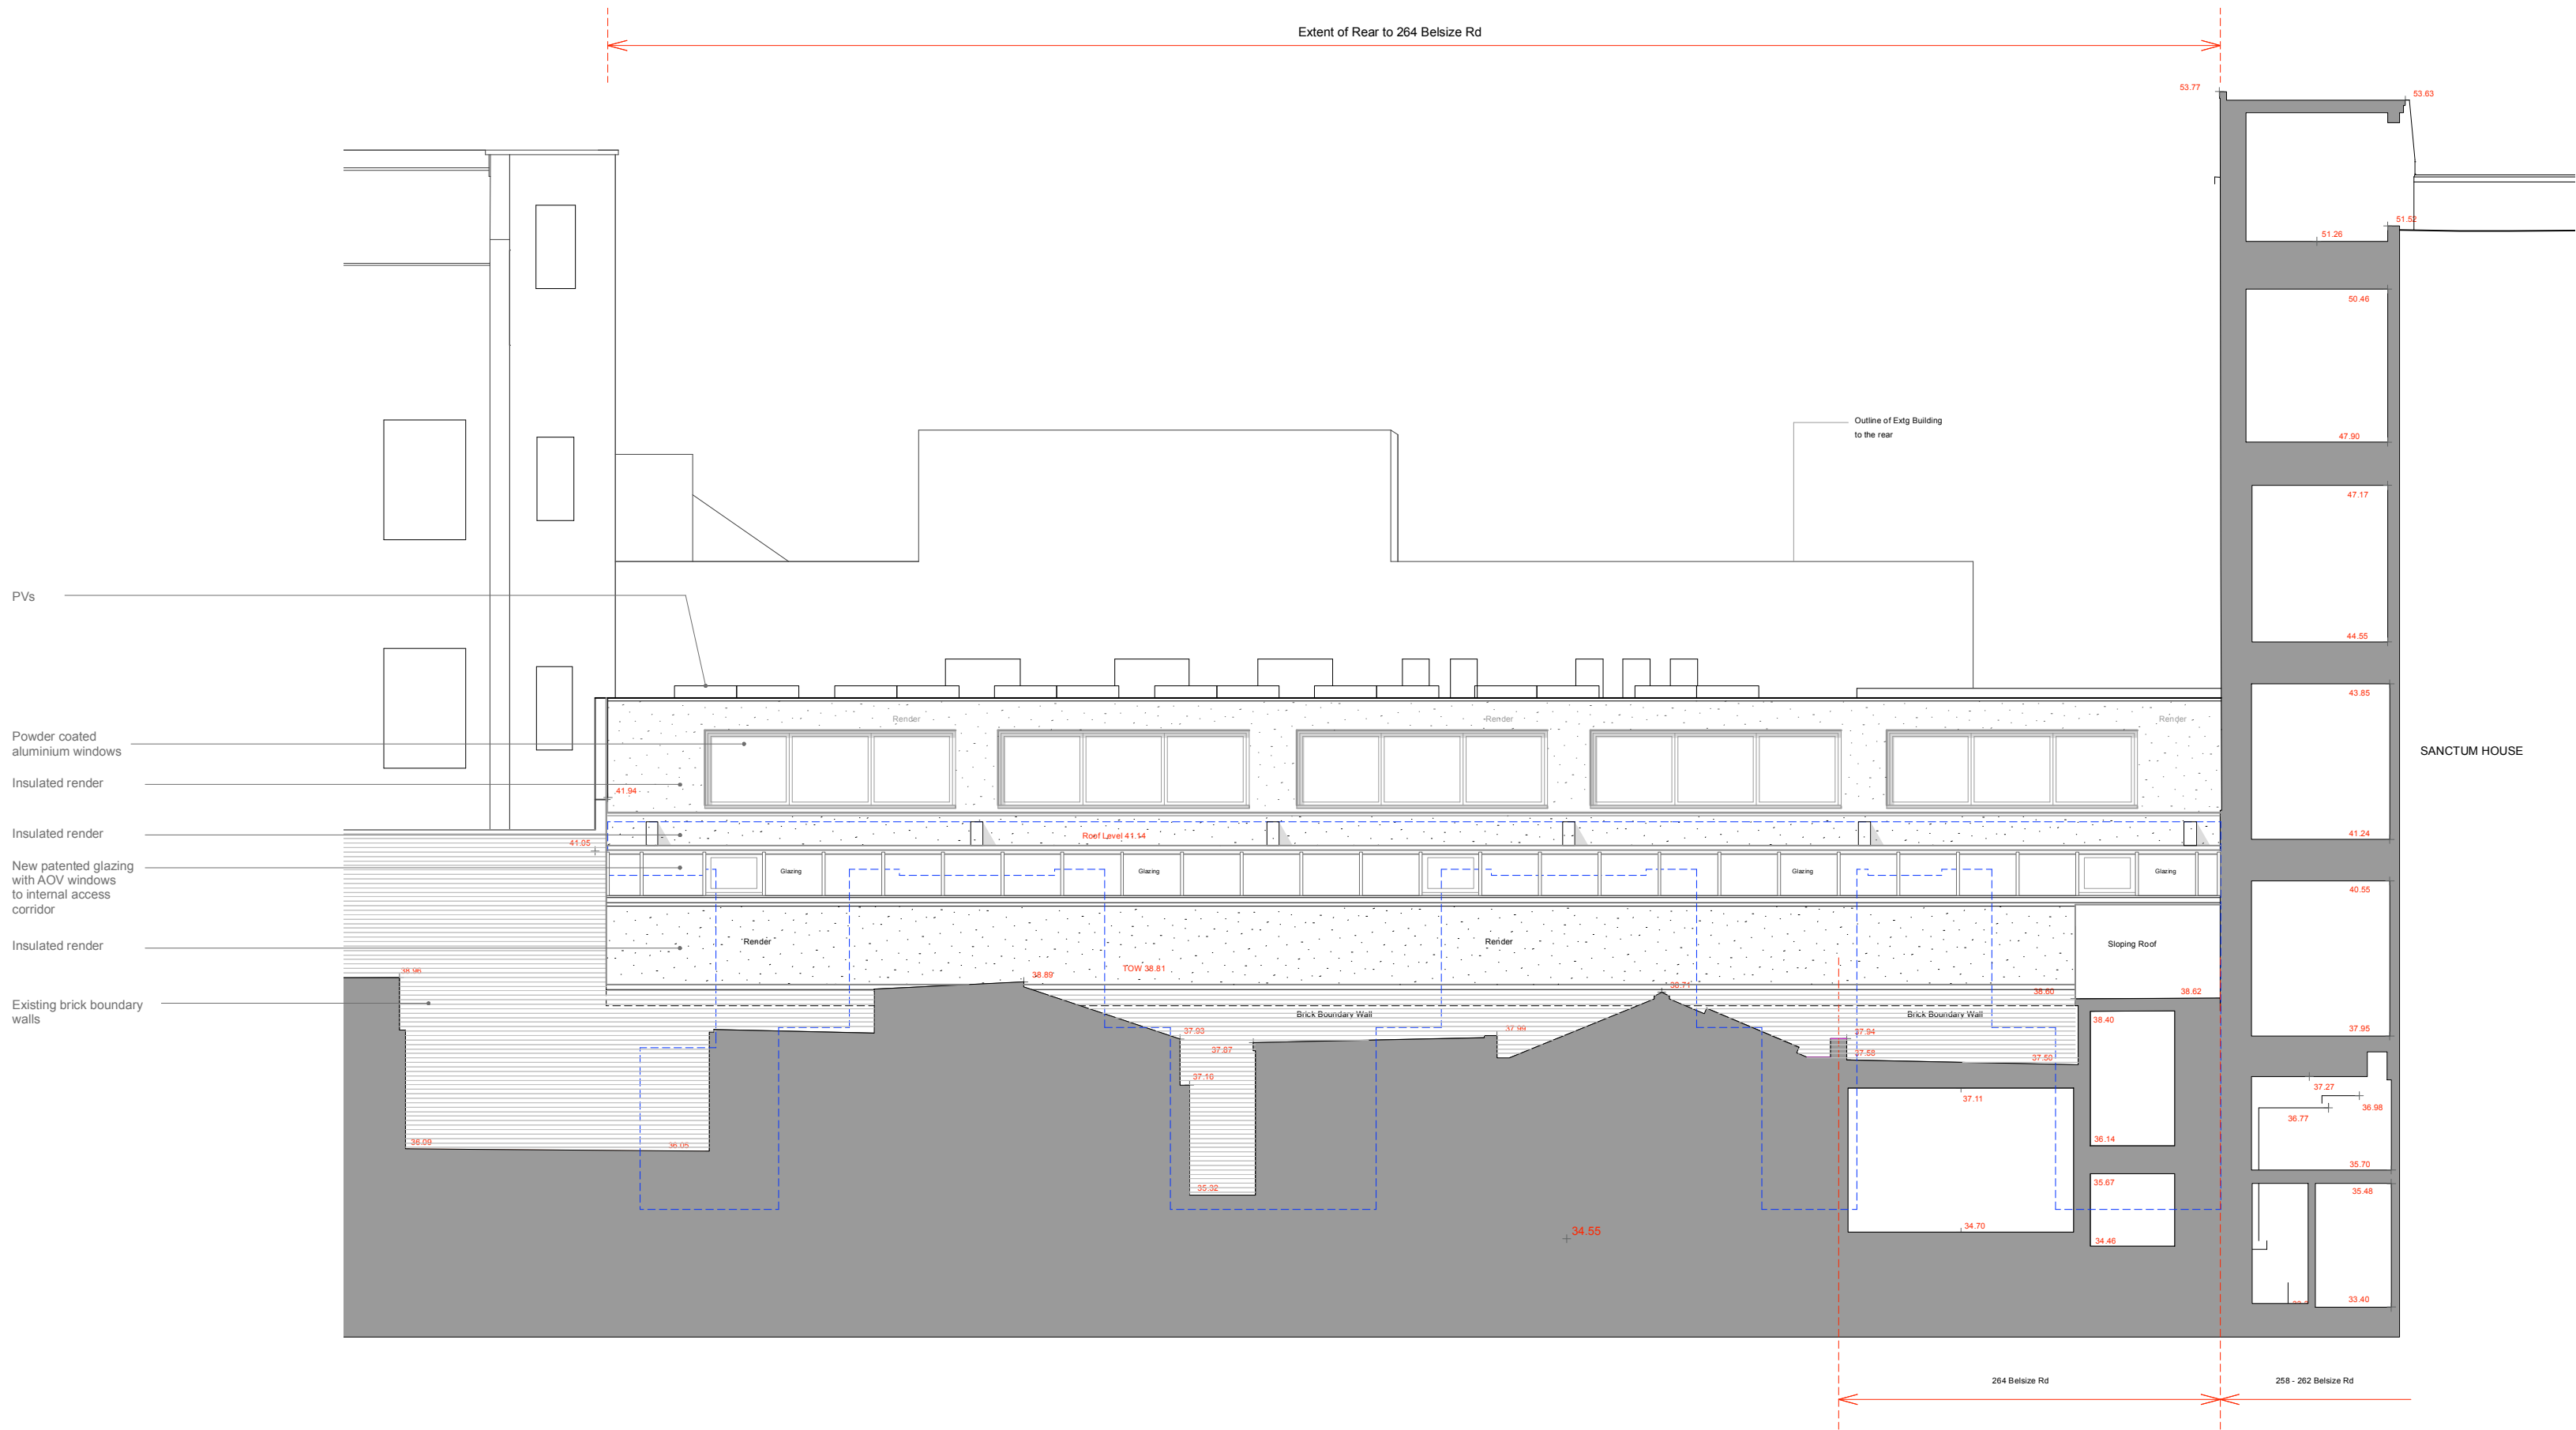 Extent of Rear to 264 Belsize Rd
53.77
53.63
51.52
51.26
50.46
Outline of Extg Building
to the rear
47.90
47.17
PVs
44.55
43.85
Render
Render
Render
Powder coated
aluminium windows
SANCTUM HOUSE
Insulated render
41.94
Insulated render
Roof Level 41.14
41.24
41.05
New patented glazing
with AOV windows
to internal access
corridor
Glazing
Glazing
Glazing
Glazing
40.55
Insulated render
Render
Render
Sloping Roof
38.96
38.89
TOW 38.81
38.71
38.60
38.62
Existing brick boundary
walls
Brick Boundary Wall
Brick Boundary Wall
38.40
37.93
37.99
37.94
37.95
37.87
37.58
37.50
37.16
37.11
37.27
36.77
36.98
36.09
36.05
36.14
35.70
35.32
35.67
35.48
34.55
34.70
34.46
33.40
264 Belsize Rd
258 - 262 Belsize Rd